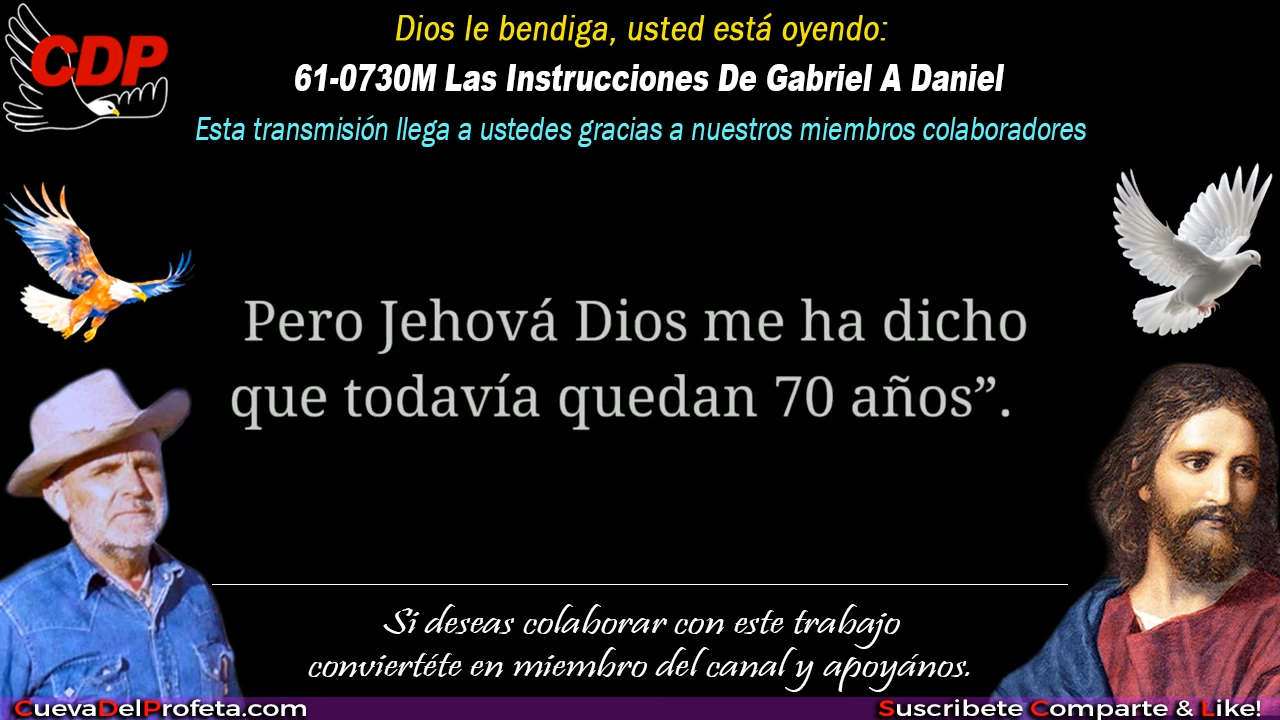 CDP
Dios le bendiga, usted está oyendo:
61-0730M Las Instrucciones De Gabriel A Daniel
Esta transmisión llega a ustedes gracias a nuestros miembros colaboradores
Pero Jehová Dios me ha dicho
que todavía quedan 70 años”.
Si deseas colaborar con este trabajo
conviertéte en miembro del canal y apoyános.
CuevaDelProfeta.com
Suscribete Comparte & Like!